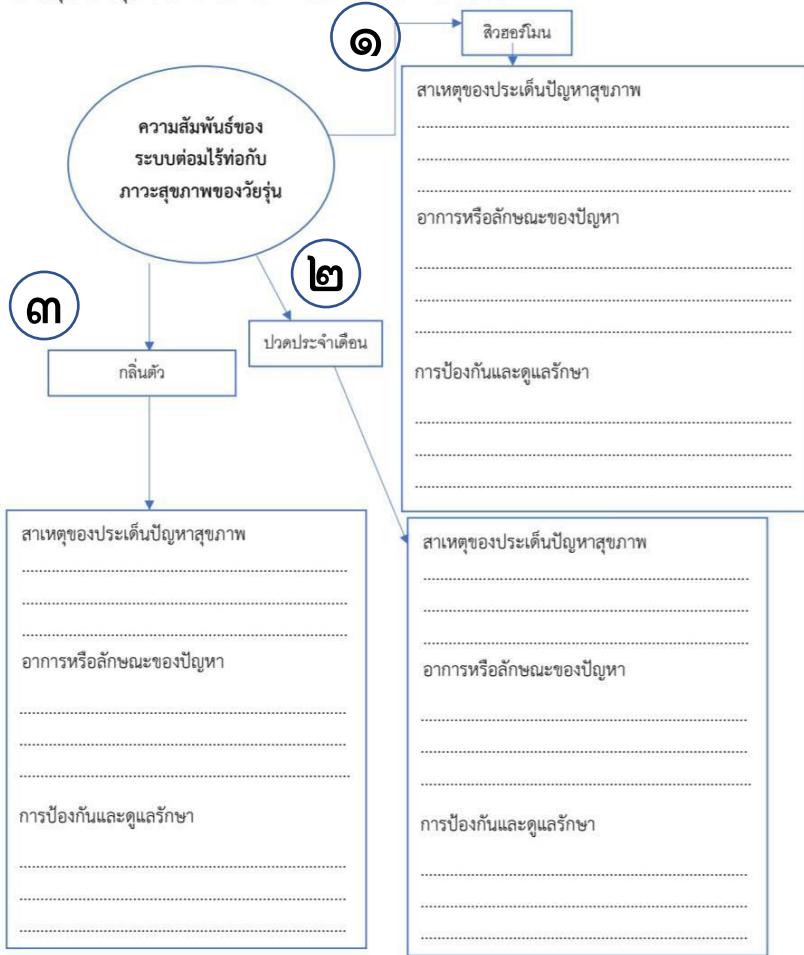 ๑
สิวฮอร์โมน
สาเหตุของประเด็นปัญหาสุขภาพ
อาการหรือลักษณะของปัญหา
การป้องกันและดูแลรักษา
ความสัมพันธ์ของ
ระบบต่อมไร้ท่อกับ
ภาวะสุขภาพของวัยรุ่น
๒
ปวดประจำเดือน
สาเหตุของประเด็นปัญหาสุขภาพ
อาการหรือลักษณะของปัญหา
การป้องกันและดูแลรักษา
๓
กลิ่นตัว
สาเหตุของประเด็นปัญหาสุขภาพ
อาการหรือลักษณะของปัญหา
การป้องกันและดูแลรักษา